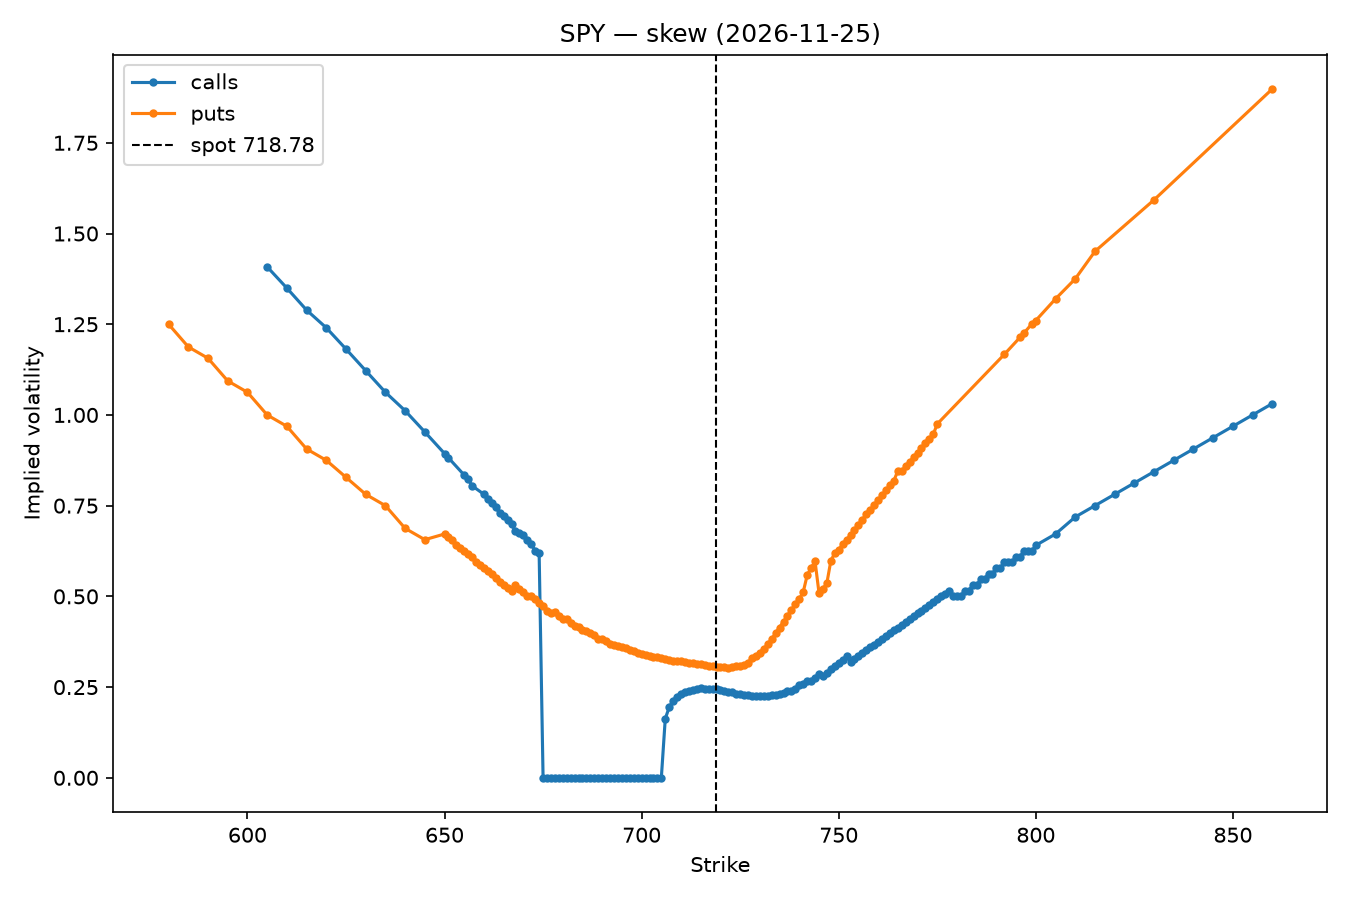 SPY — skew (2026-11-25)
calls
puts
spot 718.78
Implied volatility
1.75
1.50
1.25
1.00
0.75
0.50
0.25
0.00
600 650 700 750 800 850
Strike